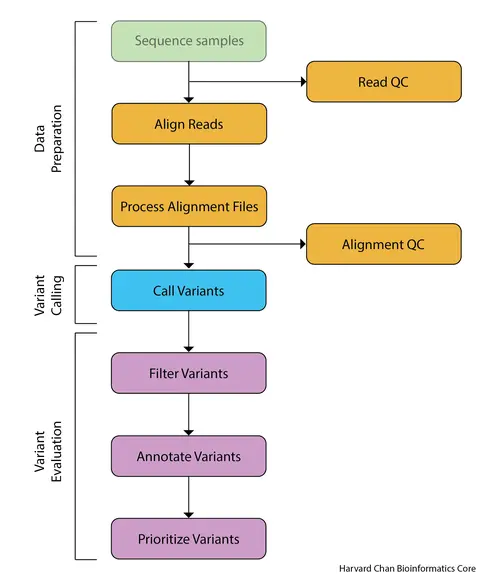 Sequence samples
Read QC
Data
Preparation
Align Reads
Process Alignment Files
Alignment QC
Variant
Calling
Call Variants
Filter Variants
Variant
Evaluation
Annotate Variants
Prioritize Variants
Harvard Chan Bioinformatics Core